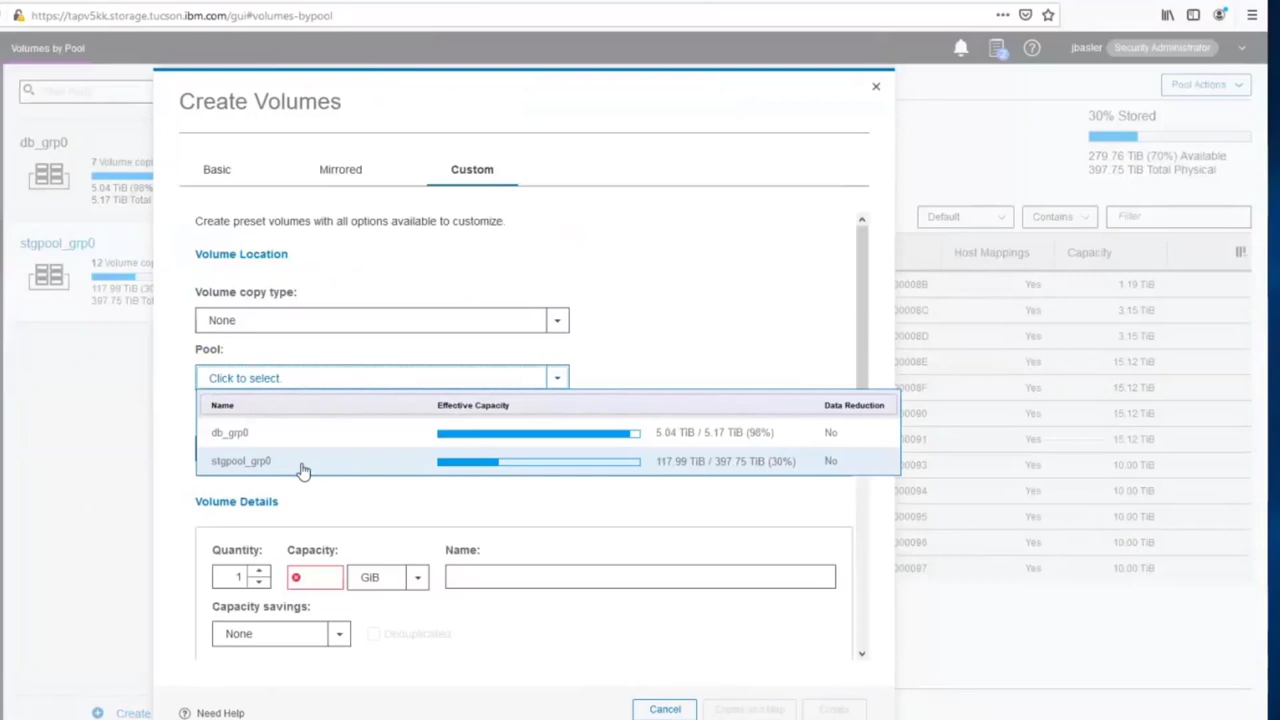 https://tapv5kk.storage.tucson.ibm.com/gui#volumes-bypool
Volumes by Pool
jbasler Security Administrator
Create Volumes
Pool Actions
30% Stored
279.76 TiB (70%) Available
397.75 TiB Total Physical
db_grp0
7 Volume cop
5.04 TiB (98%
5.17 TiB Total
stgpool_grp0
12 Volume cop
117.99 TiB (30
397.75 TiB Tot
Basic Mirrored Custom
Create preset volumes with all options available to customize.
Default Contains Filter
Volume Location
Host Mappings Capacity
Volume copy type:
None
Pool:
Click to select.
Name Effective Capacity Data Reduction
db_grp0 5.04 TiB / 5.17 TiB (98%) No
stgpool_grp0 117.99 TiB / 397.75 TiB (30%) No
00008B Yes 1.19 TiB
00008C Yes 3.15 TiB
00008D Yes 3.15 TiB
00008E Yes 15.12 TiB
00008F Yes 15.12 TiB
000090 Yes 15.12 TiB
000091 Yes 15.12 TiB
000093 Yes 10.00 TiB
000094 Yes 10.00 TiB
000095 Yes 10.00 TiB
000096 Yes 10.00 TiB
000097 Yes 10.00 TiB
Volume Details
Quantity: Capacity: Name:
1 GiB
Capacity savings:
None Deduplicated
Create
Need Help
Cancel Create and Map Create